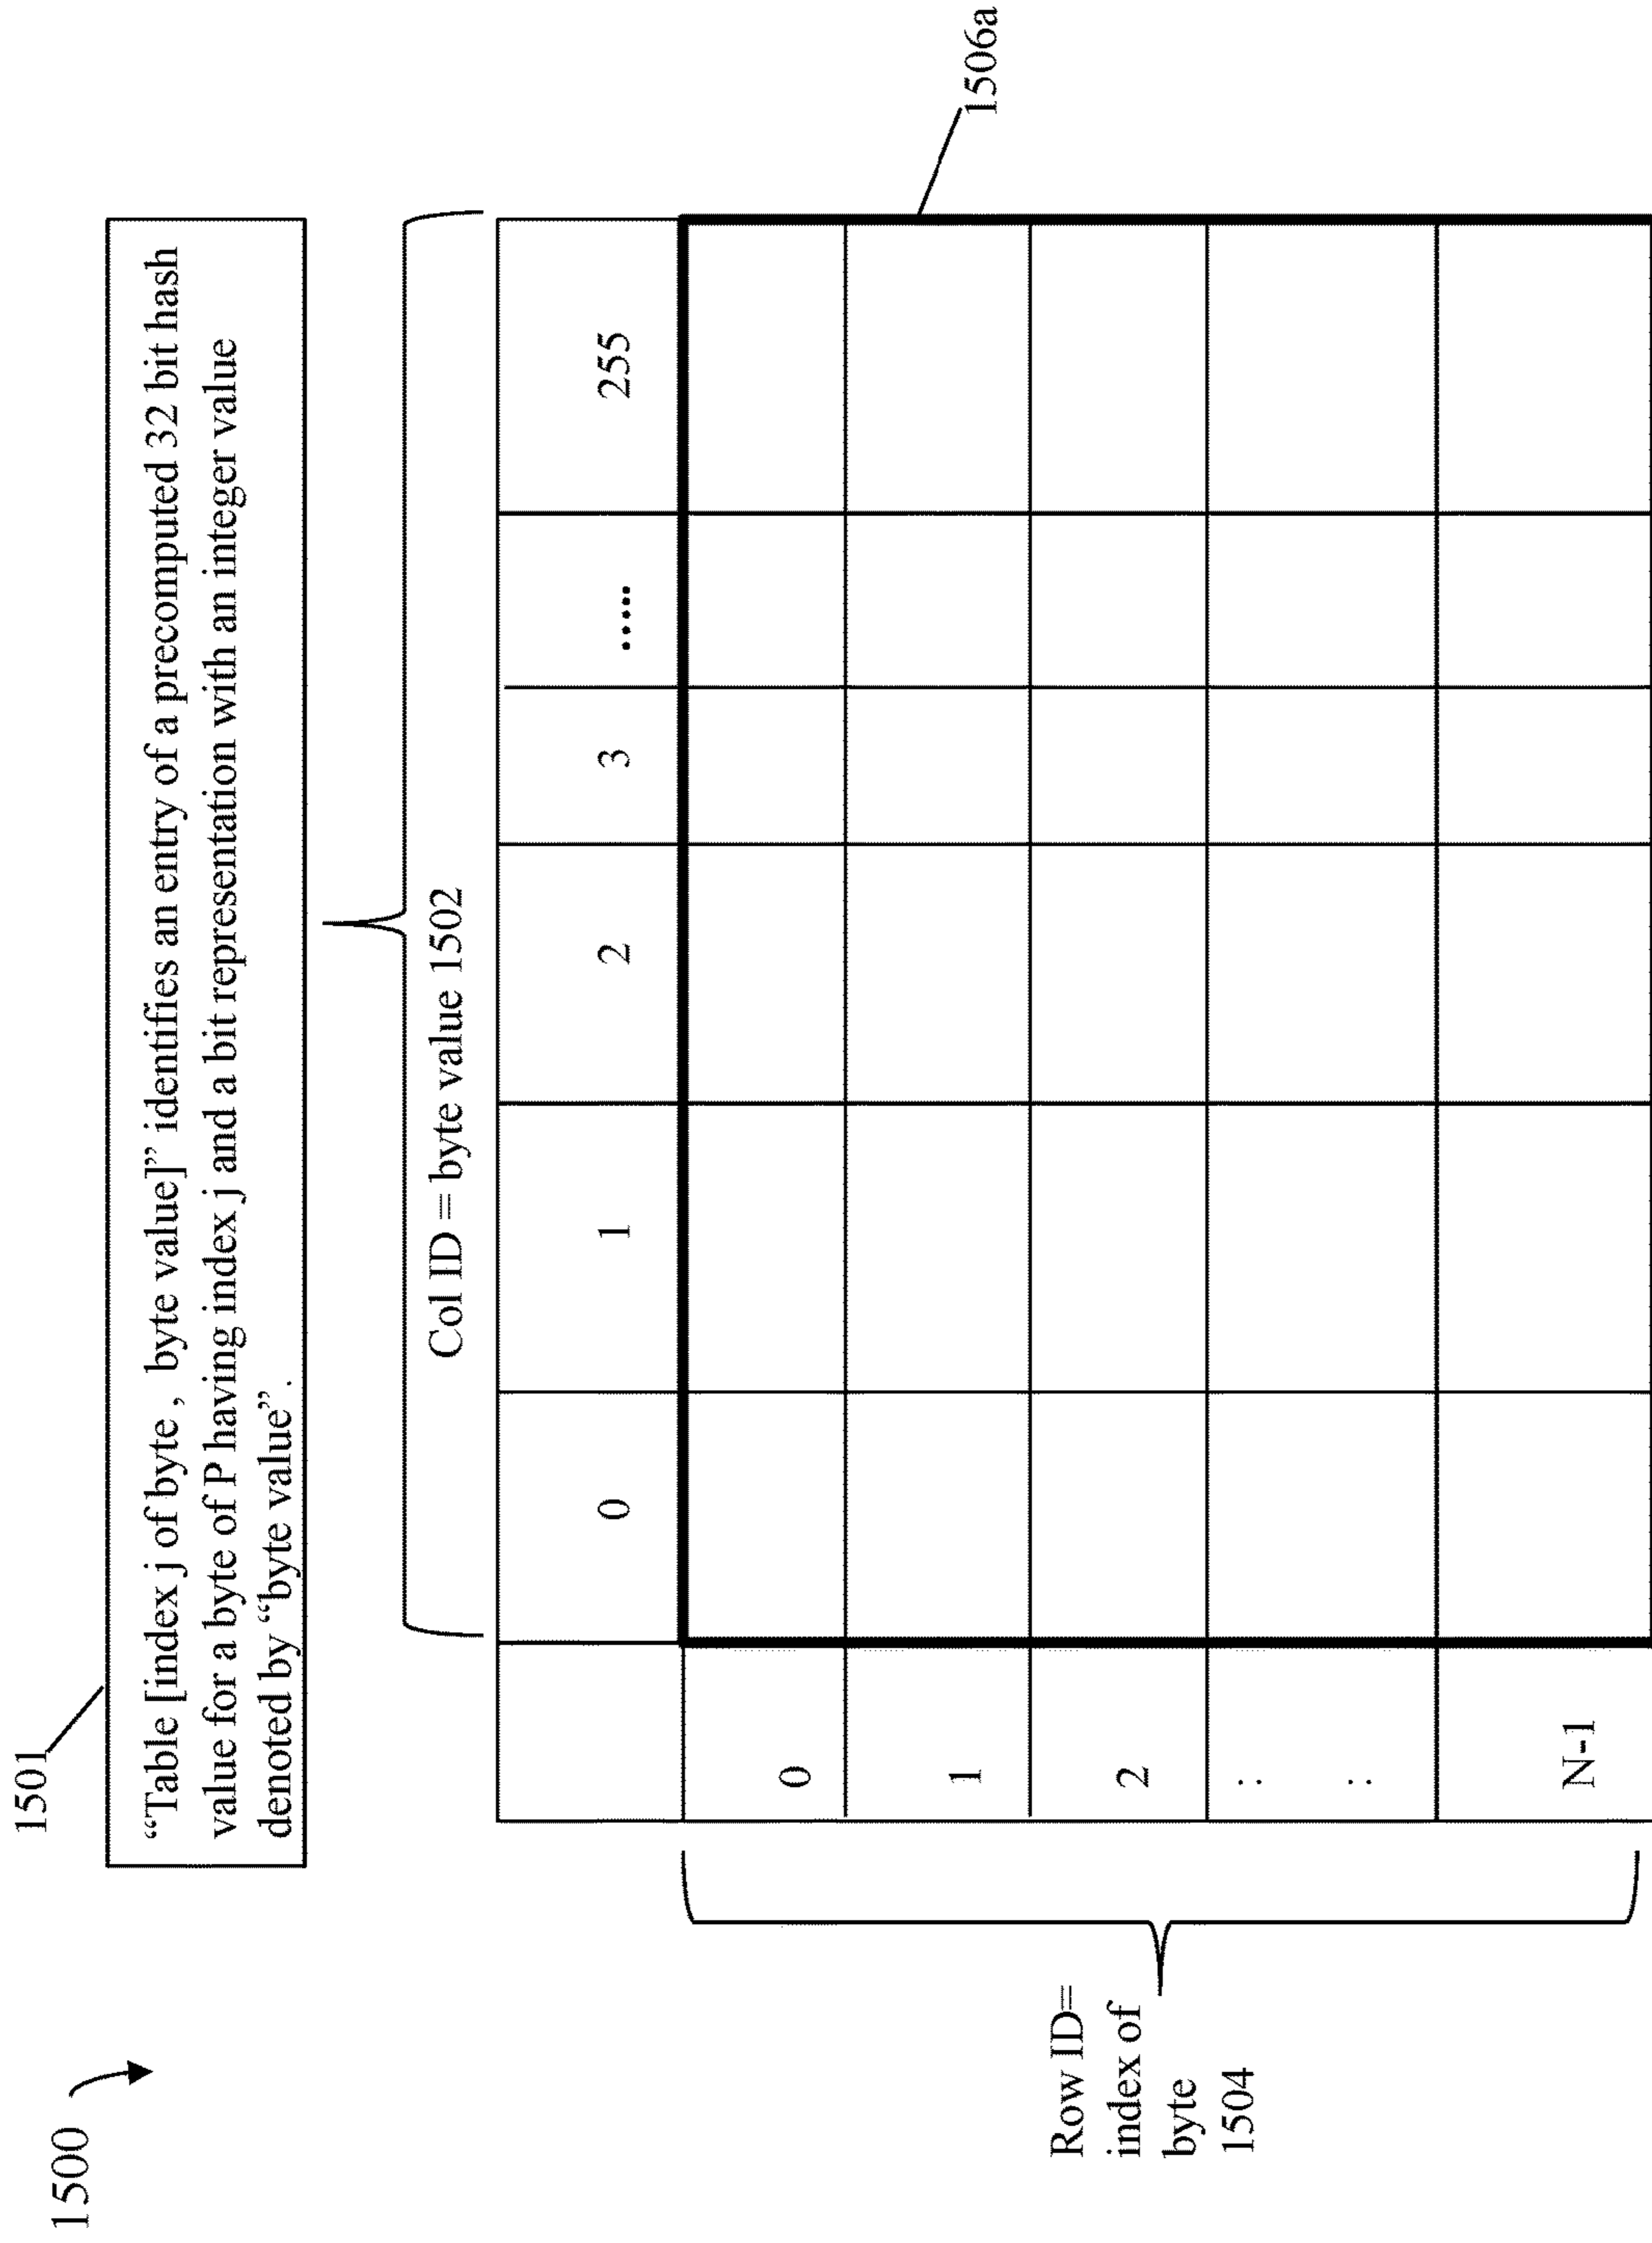 1500
1501
“Table [index j of byte , byte value]” identifies an entry of a precomputed 32 bit hash
value for a byte of P having index j and a bit representation with an integer value
denoted by “byte value”.
Col ID = byte value 1502
0 1 2 3 ..... 255
Row ID=
index of
byte
1504
0
1
2
: :
N-1
1506a